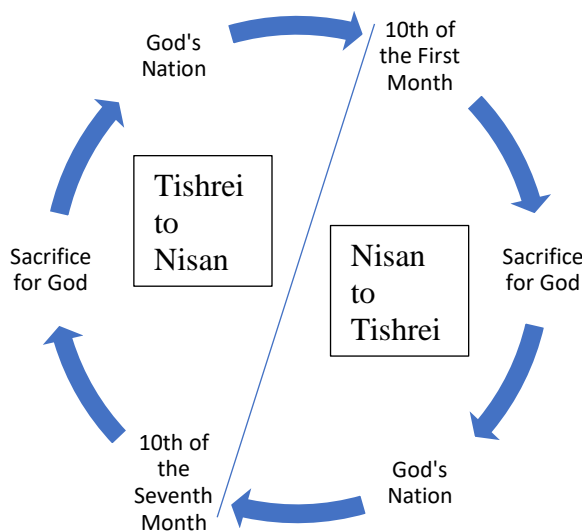 God's
Nation
10th of
the First
Month
Tishrei
to
Nisan
Nisan
to
Tishrei
Sacrifice
for God
Sacrifice
for God
10th of
the
Seventh
Month
God's
Nation